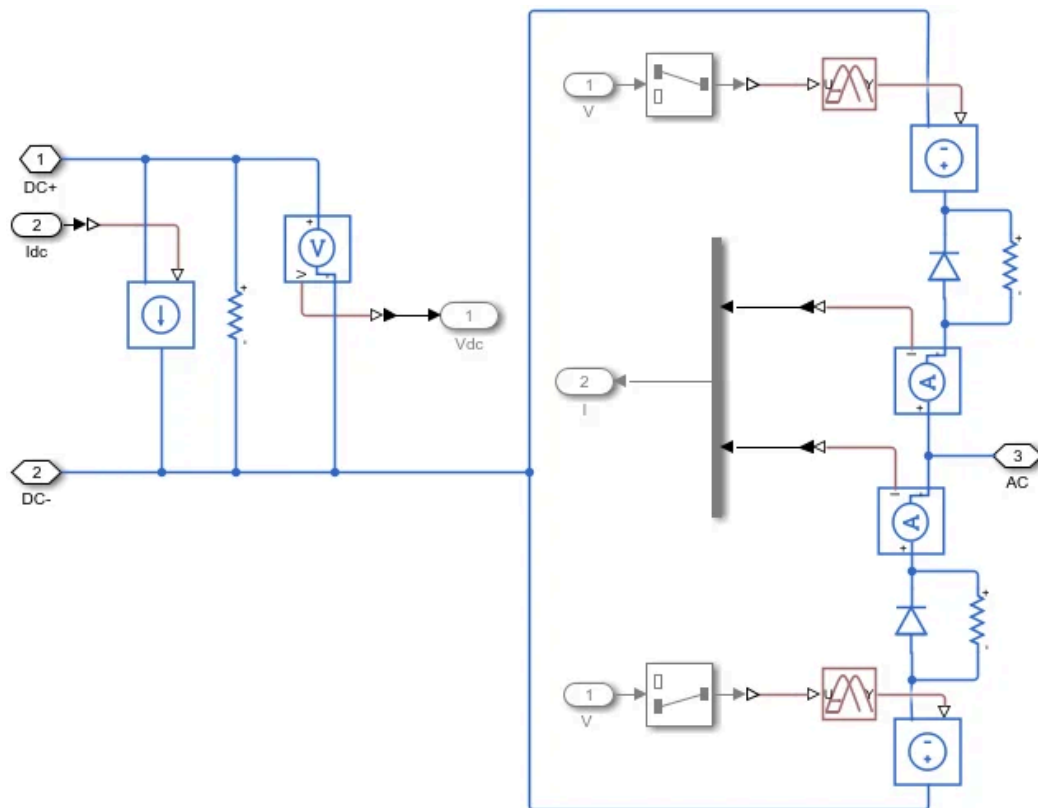 1
V
U Y
- +
1
DC+
2
Idc
+
V
+ -
V
+
-
1
Vdc
+
-
I
-
A
+
2
I
3
AC
2
DC-
I
-
A
+
+
-
1
V
U Y
- +